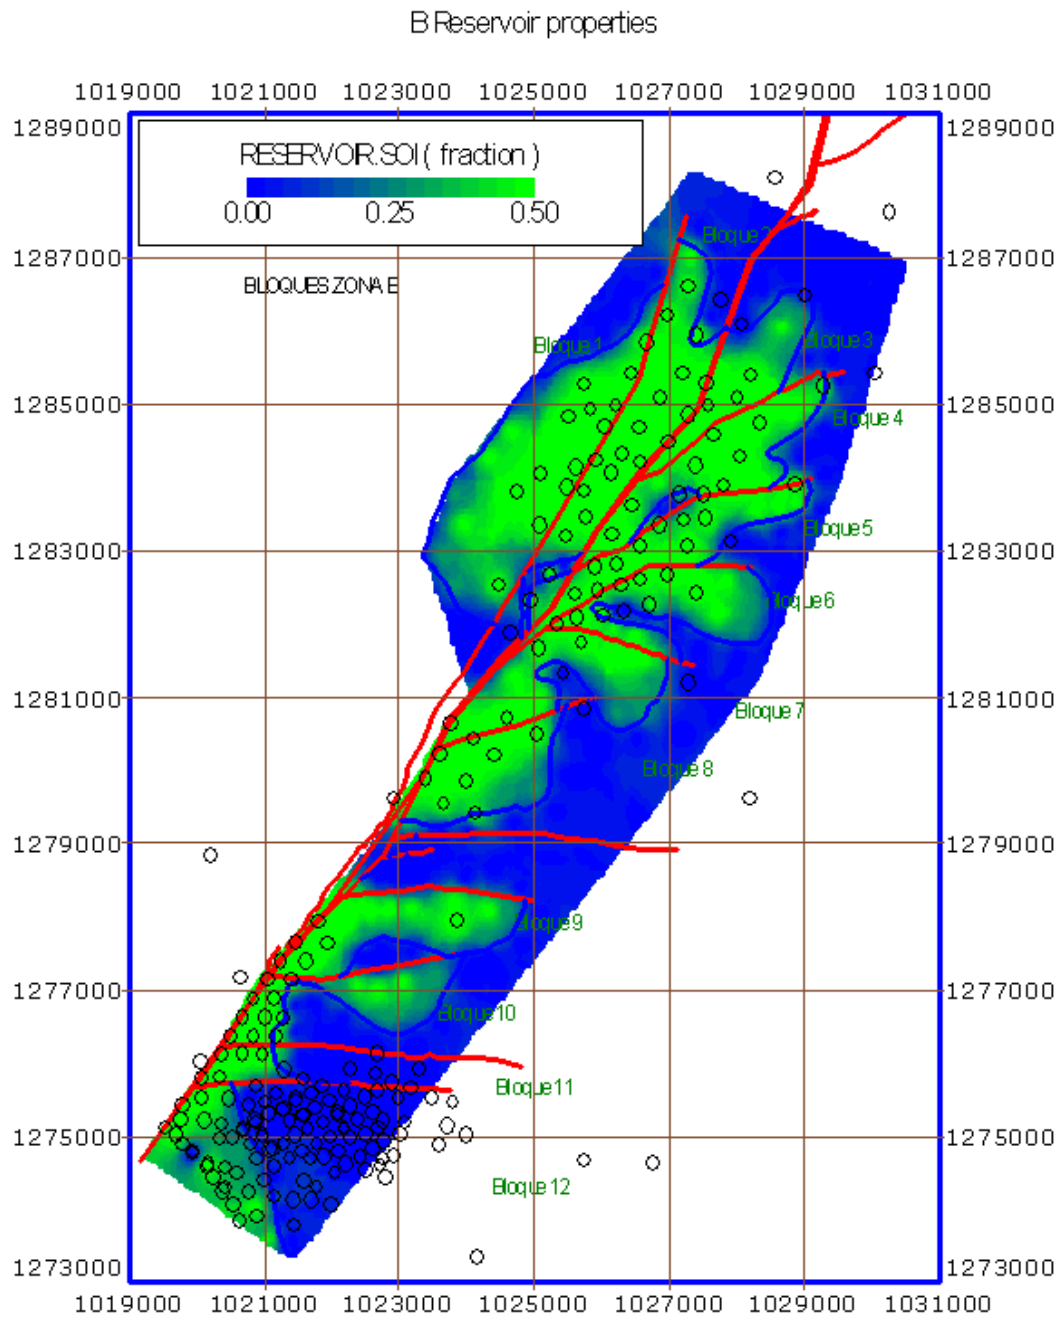 B Reservoir properties
1019000 1021000 1023000 1025000 1027000 1029000 1031000
1289000 1289000
RESERVOIR.SOI ( fraction )
0.00 0.25 0.50
Bloque 2
1287000 1287000
BLOQUES ZONA E
Bloque 1
Bloque 3
1285000 1285000
Bloque 4
Bloque 5
1283000 1283000
Bloque 6
1281000 1281000
Bloque 7
Bloque 8
1279000 1279000
Bloque 9
1277000 1277000
Bloque 10
Bloque 11
1275000 1275000
Bloque 12
1273000 1273000
1019000 1021000 1023000 1025000 1027000 1029000 1031000